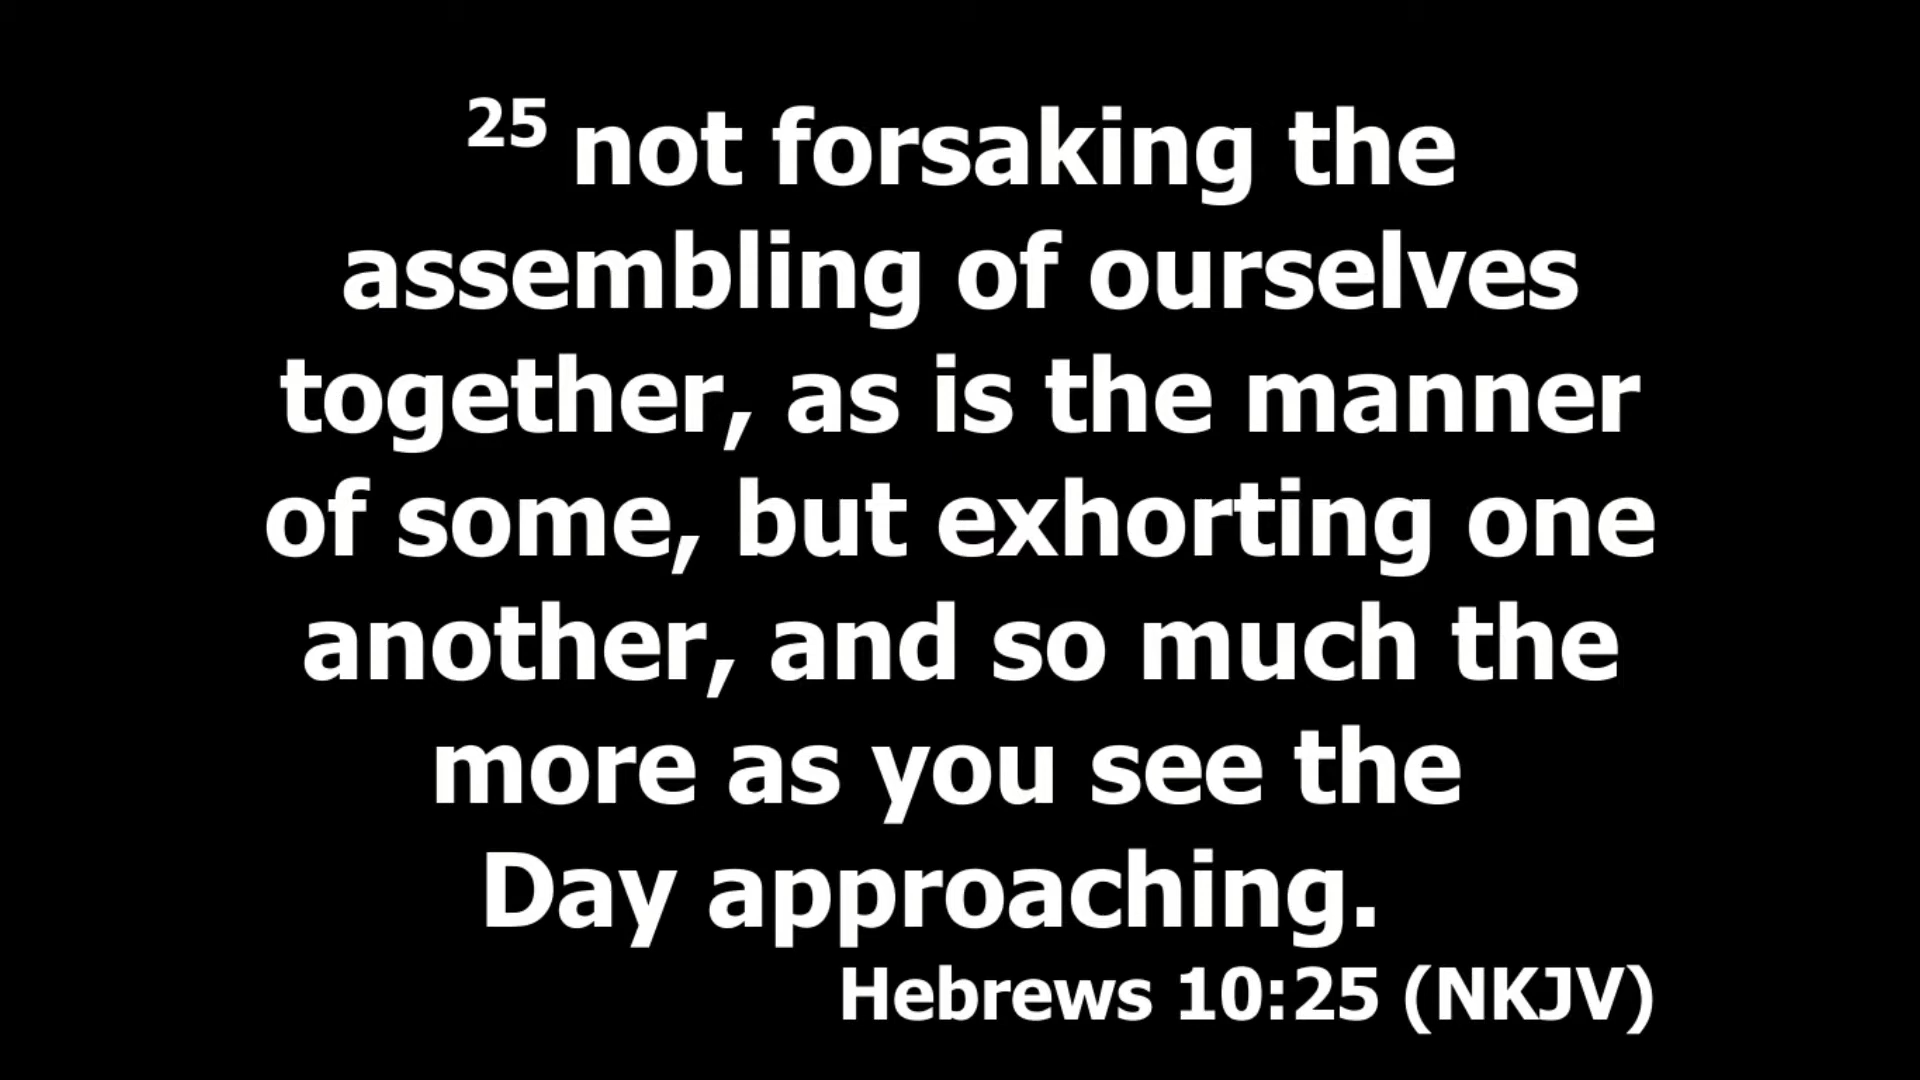 25 not forsaking the
assembling of ourselves
together, as is the manner
of some, but exhorting one
another, and so much the
more as you see the
Day approaching.
Hebrews 10:25 (NKJV)